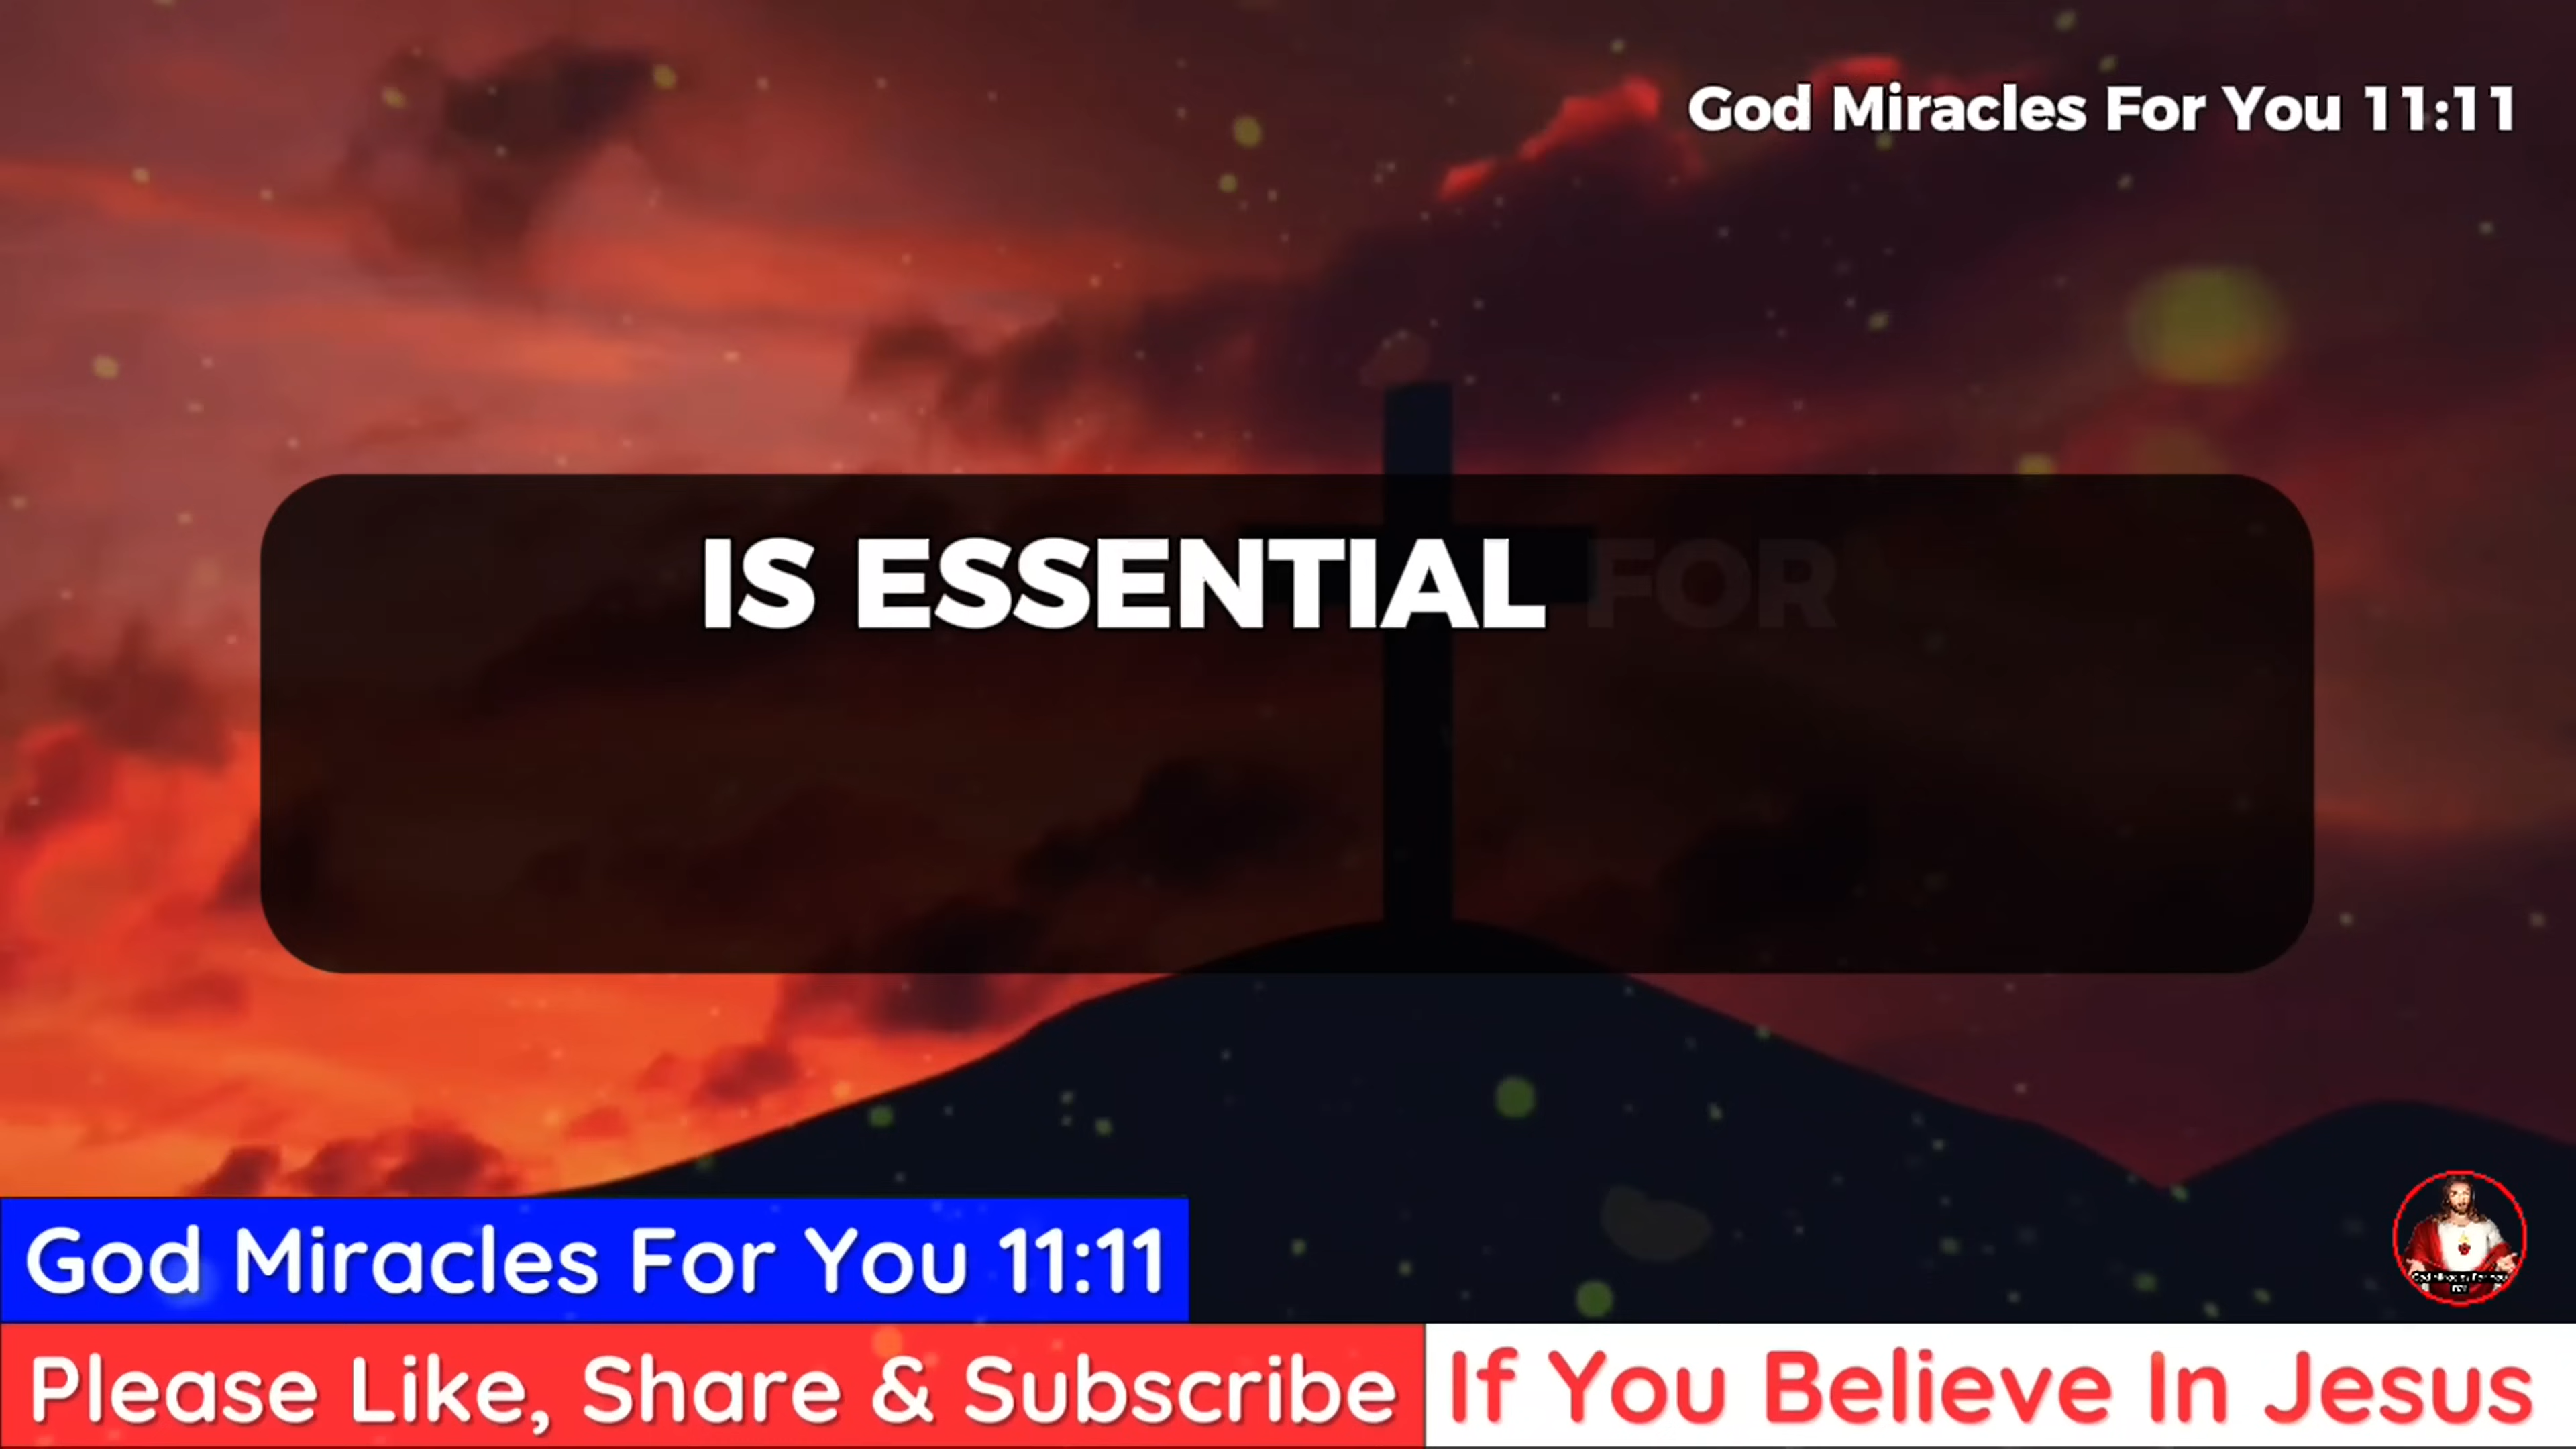 God Miracles For You 11:11
IS ESSENTIAL FOR
God Miracles For You 11:11
Please Like, Share & Subscribe
If You Believe In Jesus